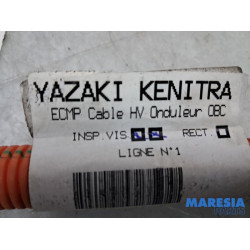 YAZAKI KENITRA
ECMP Cable HV Onduleur OBC
INSP.VIS. RECT.
LIGNE N°1
MARESIA